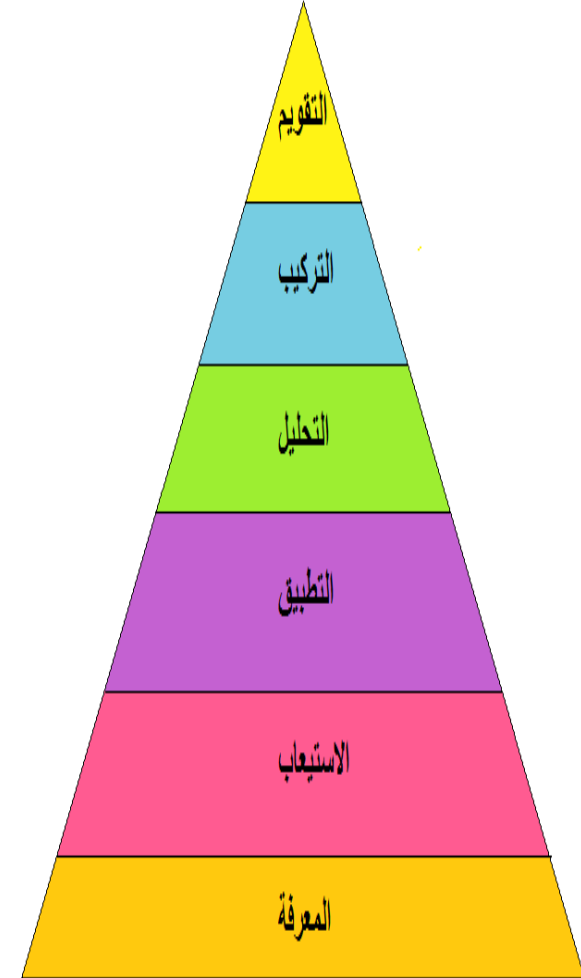 التقويم
التركيب
التحليل
التطبيق
الاستيعاب
المعرفة